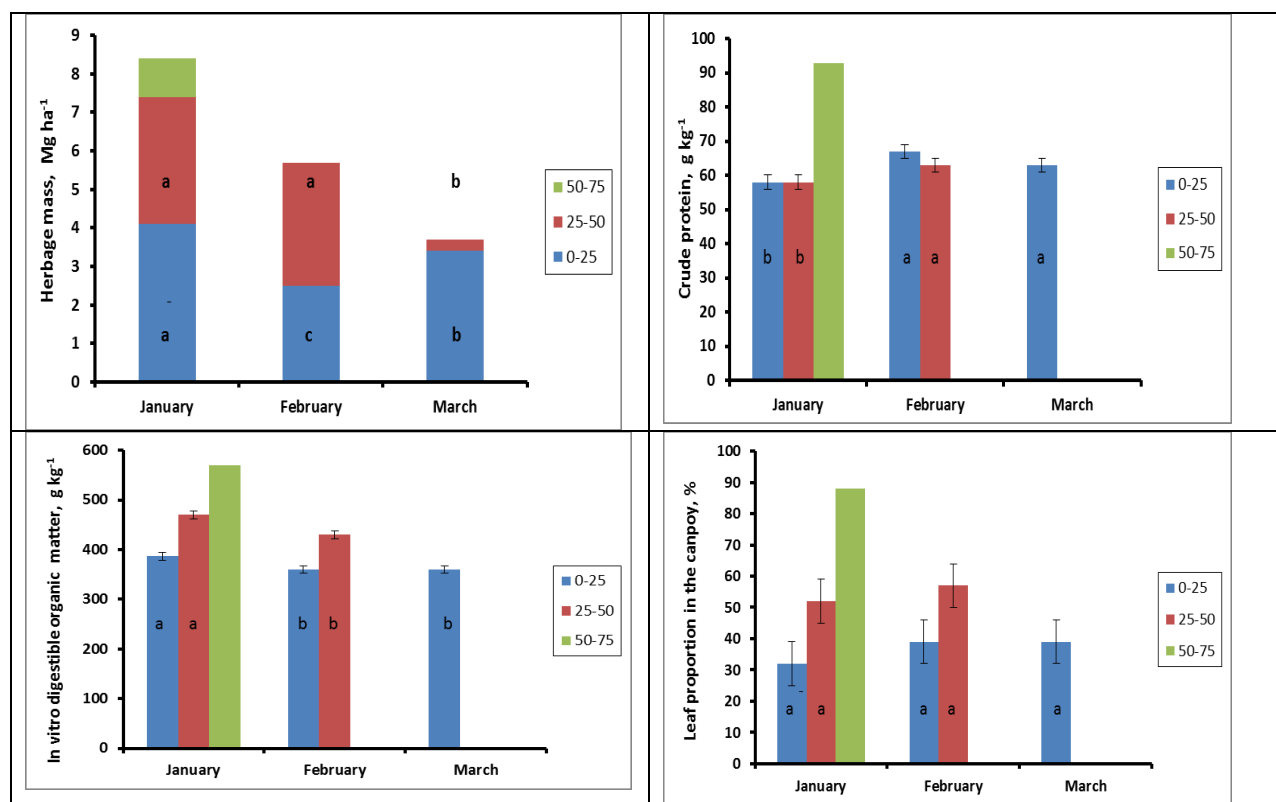 Herbage mass, Mg ha⁻¹
9
8
7
6
5
4
3
2
1
0
a
a
b
a
c
b
January
February
March
50-75
25-50
0-25
Crude protein, g kg⁻¹
100
90
80
70
60
50
40
30
20
10
0
b
b
a
a
a
January
February
March
0-25
25-50
50-75
In vitro digestible organic matter, g kg⁻¹
600
500
400
300
200
100
0
a
a
b
b
b
January
February
March
0-25
25-50
50-75
Leaf proportion in the canpoy, %
100
90
80
70
60
50
40
30
20
10
0
a
a
a
a
a
January
February
March
0-25
25-50
50-75